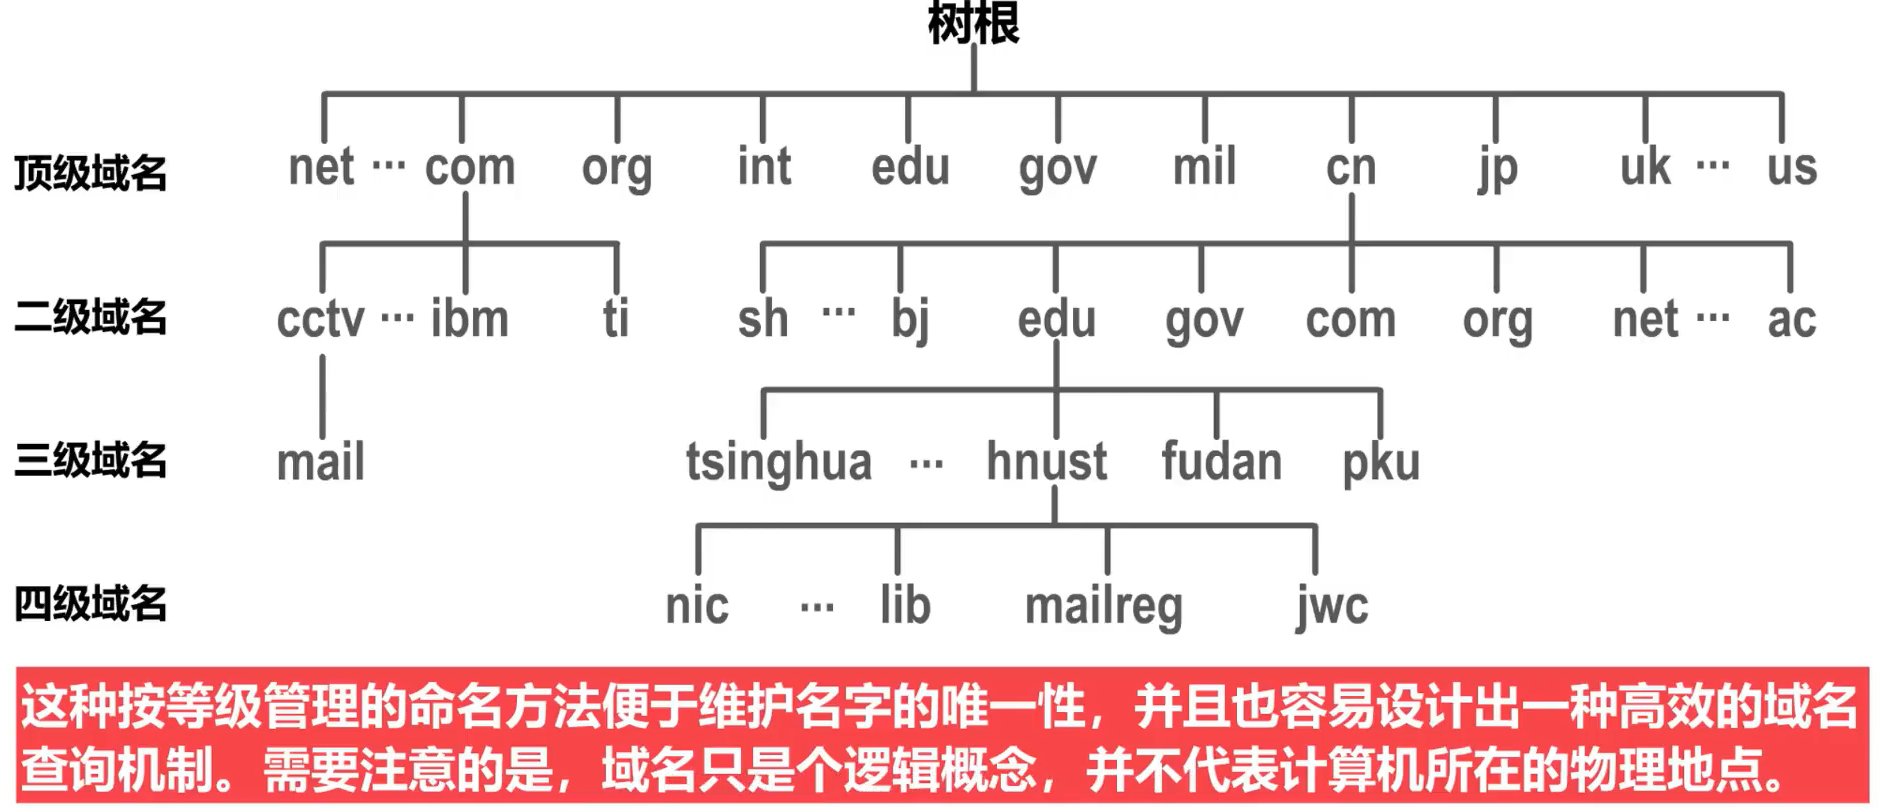 树根
顶级域名 net ··· com org int edu gov mil cn jp uk ··· us
二级域名 cctv ··· ibm ti sh ··· bj edu gov com org net ··· ac
三级域名 mail tsinghua ··· hnust fudan pku
四级域名 nic ··· lib mailreg jwc
这种按等级管理的命名方法便于维护名字的唯一性，并且也容易设计出一种高效的域名
查询机制。需要注意的是，域名只是个逻辑概念，并不代表计算机所在的物理地点。